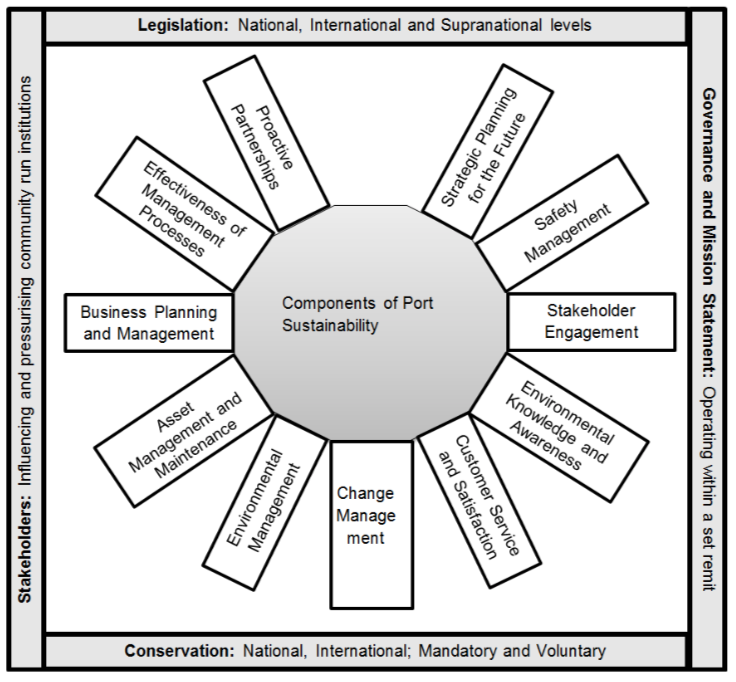 Legislation: National, International and Supranational levels
Stakeholders: Influencing and pressurising community run institutions
Governance and Mission Statement: Operating within a set remit
Proactive
Partnerships
Strategic Planning
for the Future
Effectiveness of
Management
Processes
Safety
Management
Components of Port
Sustainability
Business Planning
and Management
Stakeholder
Engagement
Asset
Management and
Maintenance
Environmental
Knowledge and
Awareness
Environmental
Management
Change
Manage
ment
Customer Service
and Satisfaction
Conservation: National, International; Mandatory and Voluntary